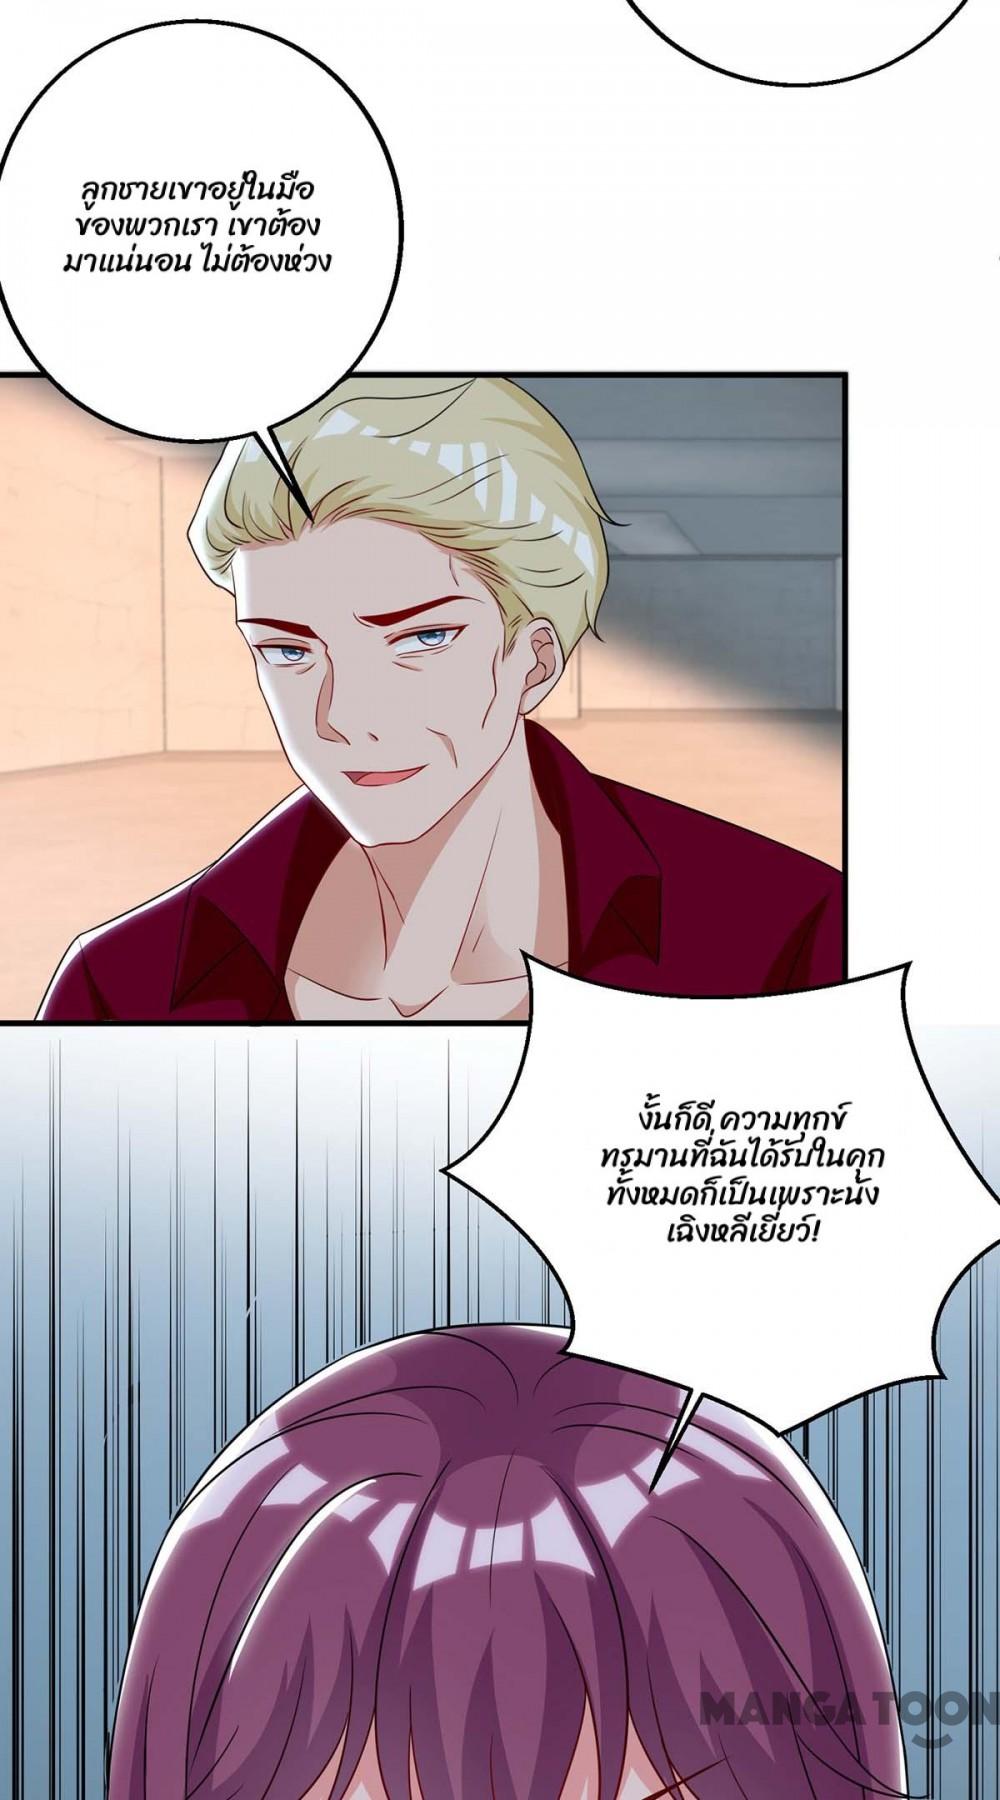 ลูกชายเขาอยู่ในมือ
ของพวกเรา เขาต้อง
มาแน่นอน ไม่ต้องห่วง
งั้นก็ดี ความทุกข์
ทรมานที่ฉันได้รับในคุก
ทั้งหมดก็เป็นเพราะนัง
เฉิงหลีเยี่ยว์!
MANGATOON